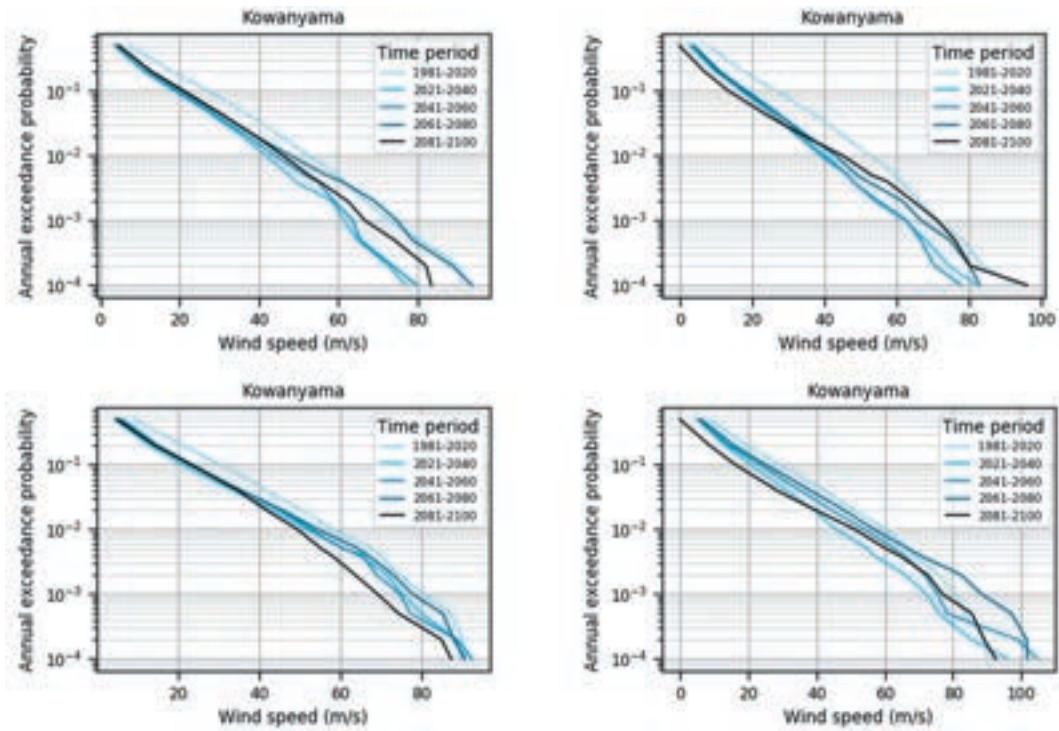 Kowanyama
Annual exceedance probability
10⁻¹
10⁻²
10⁻³
10⁻⁴
Time period
1981-2020
2021-2040
2041-2060
2061-2080
2081-2100
0 20 40 60 80
Wind speed (m/s)
Kowanyama
Annual exceedance probability
10⁻¹
10⁻²
10⁻³
10⁻⁴
Time period
1981-2020
2021-2040
2041-2060
2061-2080
2081-2100
0 20 40 60 80 100
Wind speed (m/s)
Kowanyama
Annual exceedance probability
10⁻¹
10⁻²
10⁻³
10⁻⁴
Time period
1981-2020
2021-2040
2041-2060
2061-2080
2081-2100
20 40 60 80
Wind speed (m/s)
Kowanyama
Annual exceedance probability
10⁻¹
10⁻²
10⁻³
10⁻⁴
Time period
1981-2020
2021-2040
2041-2060
2061-2080
2081-2100
0 20 40 60 80 100
Wind speed (m/s)